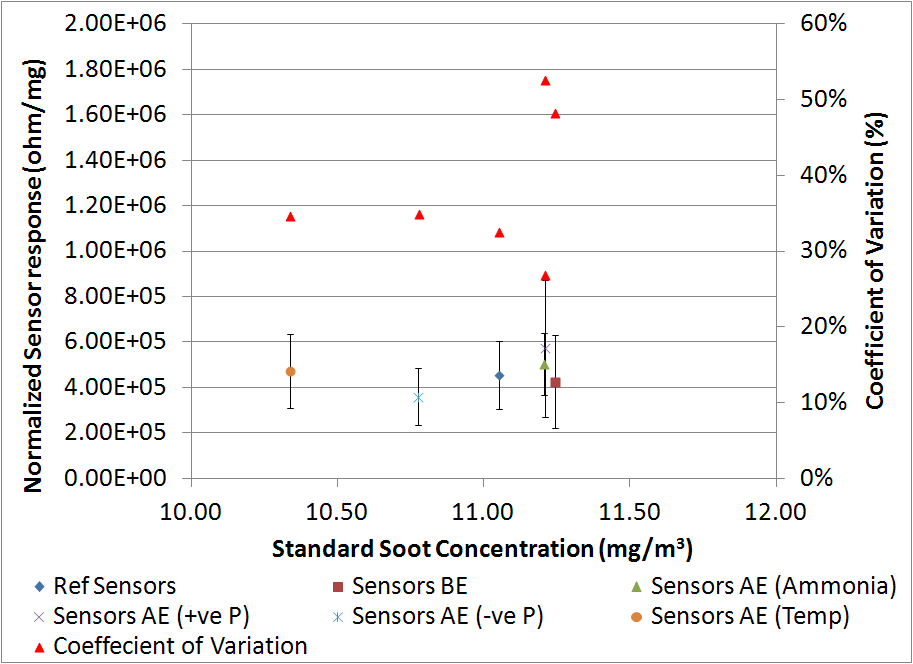 2.00E+06
1.80E+06
1.60E+06
1.40E+06
1.20E+06
1.00E+06
8.00E+05
6.00E+05
4.00E+05
2.00E+05
0.00E+00
Normalized Sensor response (ohm/mg)
60%
50%
40%
30%
20%
10%
0%
Coefficient of Variation (%)
10.00 10.50 11.00 11.50 12.00
Standard Soot Concentration (mg/m³)
Ref Sensors Sensors BE Sensors AE (Ammonia)
Sensors AE (+ve P) Sensors AE (-ve P) Sensors AE (Temp)
Coeffecient of Variation